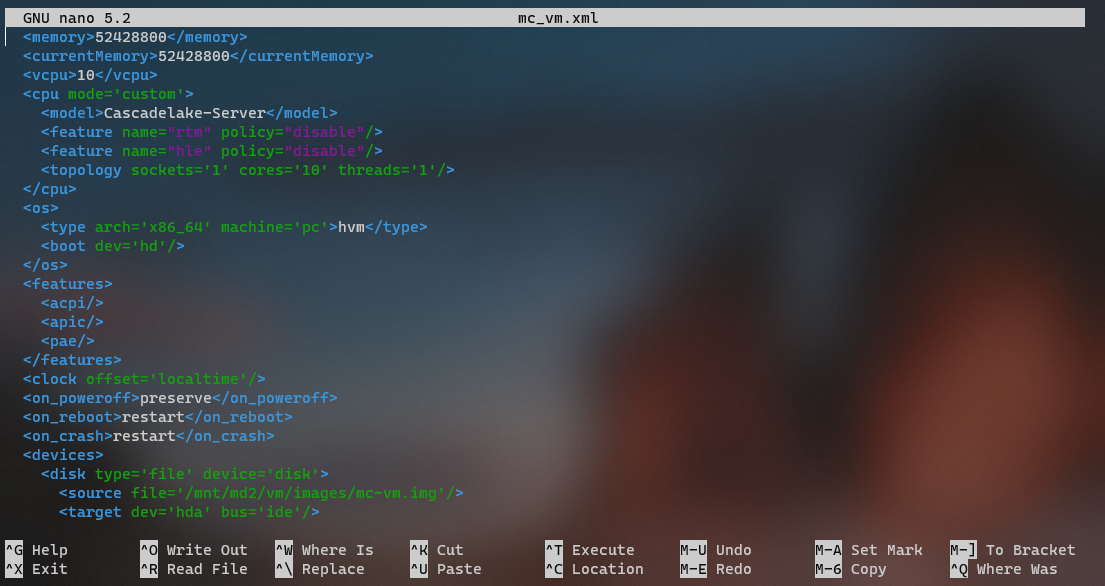 GNU nano 5.2 mc_vm.xml
<memory>52428800</memory>
<currentMemory>52428800</currentMemory>
<vcpu>10</vcpu>
<cpu mode='custom'>
<model>Cascadelake-Server</model>
<feature name="rtm" policy="disable"/>
<feature name="hle" policy="disable"/>
<topology sockets='1' cores='10' threads='1'/>
</cpu>
<os>
<type arch='x86_64' machine='pc'>hvm</type>
<boot dev='hd'/>
</os>
<features>
<acpi/>
<apic/>
<pae/>
</features>
<clock offset='localtime'/>
<on_poweroff>preserve</on_poweroff>
<on_reboot>restart</on_reboot>
<on_crash>restart</on_crash>
<devices>
<disk type='file' device='disk'>
<source file='/mnt/md2/vm/images/mc-vm.img'/>
<target dev='hda' bus='ide'/>
^G Help ^O Write Out ^W Where Is ^K Cut ^T Execute M-U Undo M-A Set Mark M-] To Bracket
^X Exit ^R Read File ^\ Replace ^U Paste ^C Location M-E Redo M-6 Copy ^Q Where Was